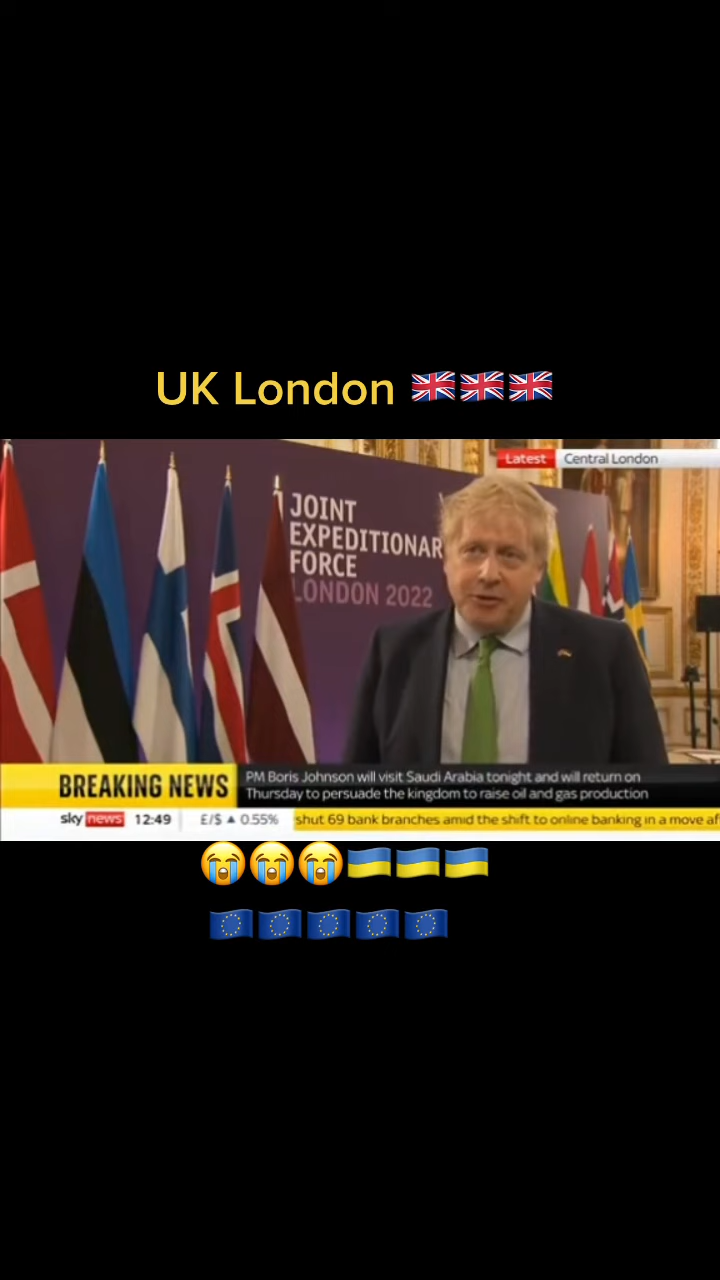 UK London 🇬🇧🇬🇧🇬🇧
Latest Central London
JOINT
EXPEDITIONAR
FORCE
LONDON 2022
BREAKING NEWS
PM Boris Johnson will visit Saudi Arabia tonight and will return on
Thursday to persuade the kingdom to raise oil and gas production
sky news 12:49 £/$ ▲ 0.55% shut 69 bank branches amid the shift to online banking in a move af
😭😭😭🇺🇦🇺🇦🇺🇦
🇪🇺🇪🇺🇪🇺🇪🇺🇪🇺